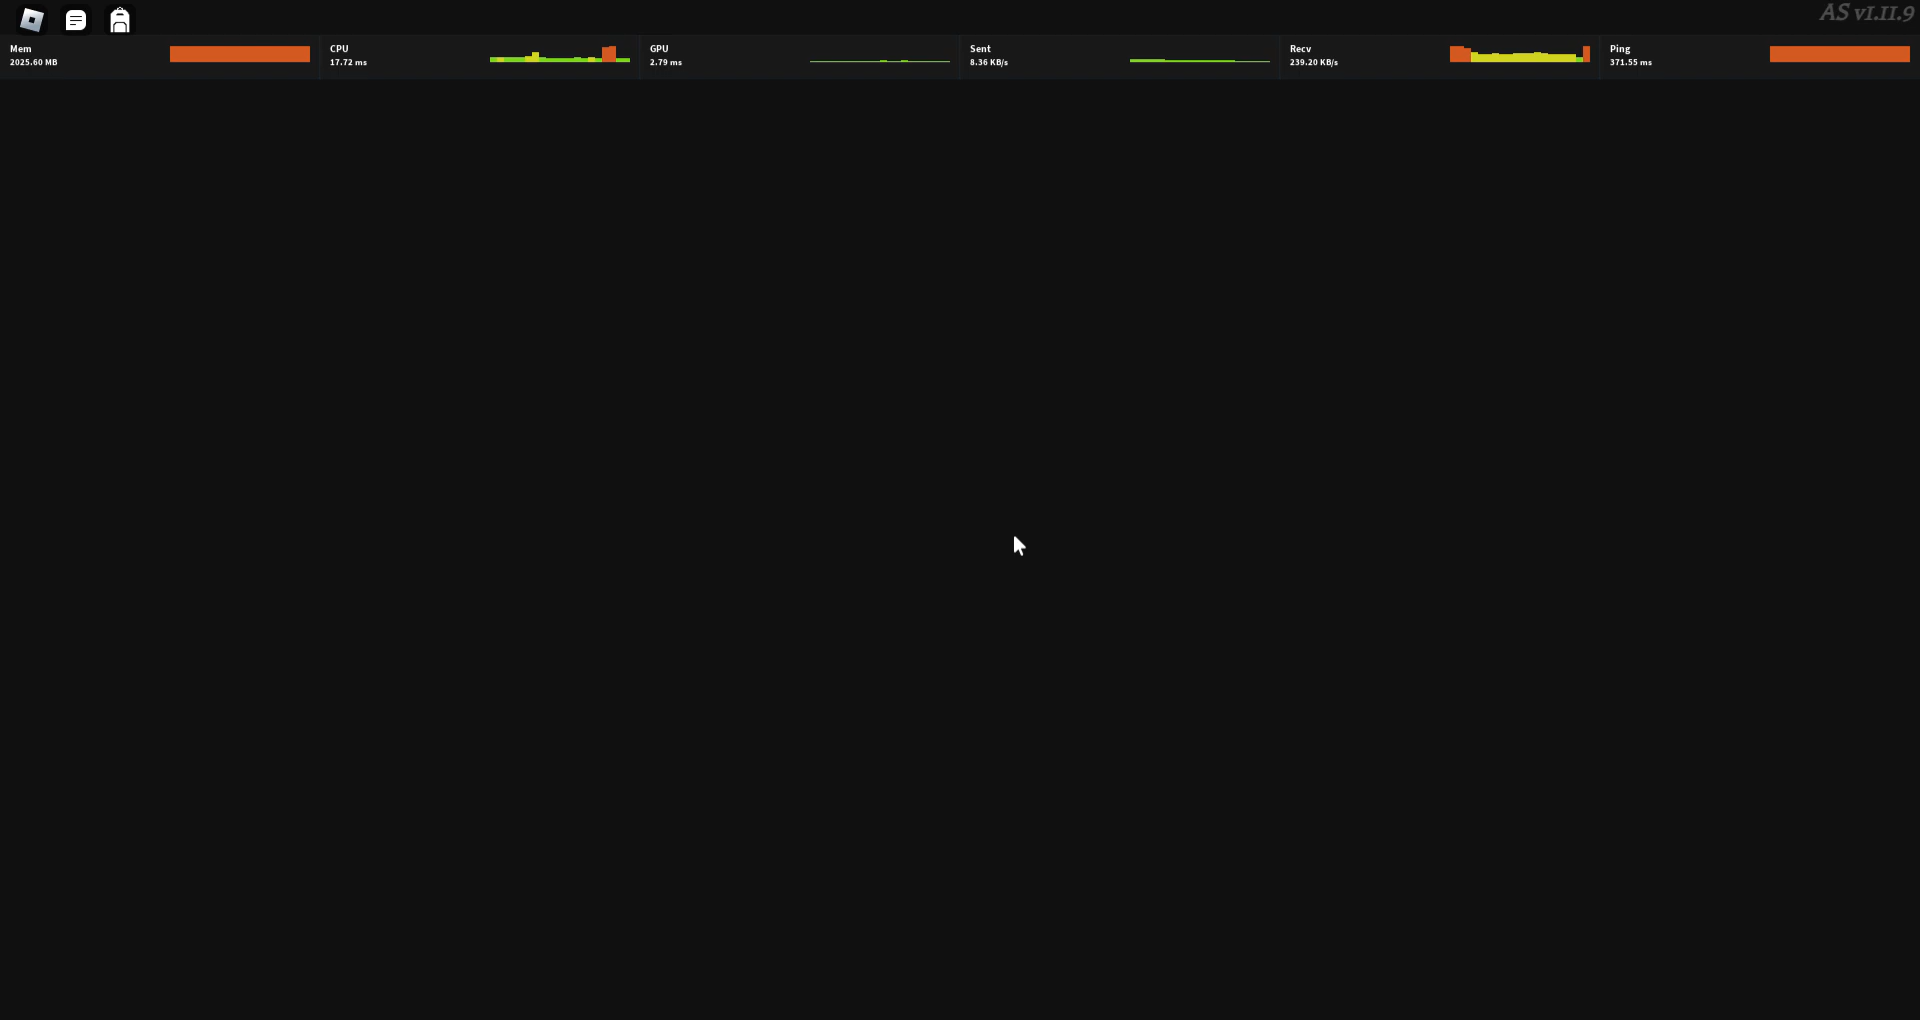 AS v1.11.9
Mem
2025.60 MB
CPU
17.72 ms
GPU
2.79 ms
Sent
8.36 KB/s
Recv
239.20 KB/s
Ping
371.55 ms